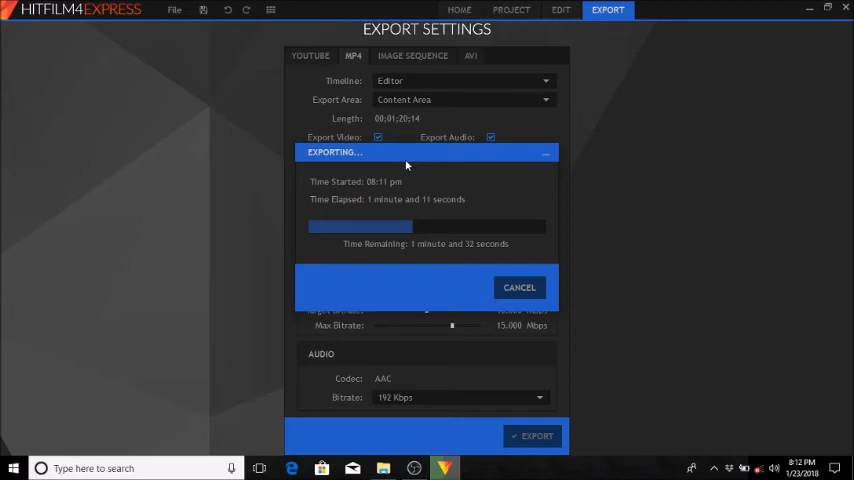 HITFILM4EXPRESS File HOME PROJECT EDIT EXPORT
EXPORT SETTINGS
YOUTUBE MP4 IMAGE SEQUENCE AVI
Timeline: Editor
Export Area: Content Area
Length: 00;01;20;14
Export Video: Export Audio:
EXPORTING...
Time Started: 08:11 pm
Time Elapsed: 1 minute and 11 seconds
Time Remaining: 1 minute and 32 seconds
CANCEL
Target Bitrate: Mbps
Max Bitrate: 15.000 Mbps
AUDIO
Codec: AAC
Bitrate: 192 Kbps
EXPORT
Type here to search
8:12 PM
1/23/2018